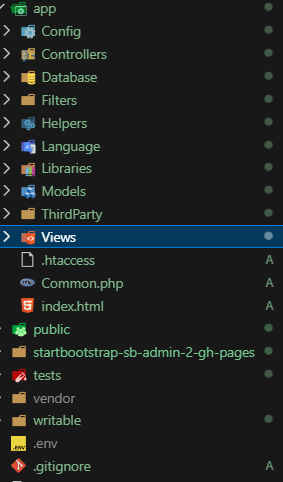 app
Config
Controllers
Database
Filters
Helpers
Language
Libraries
Models
ThirdParty
Views
.htaccess A
Common.php A
index.html A
public
startbootstrap-sb-admin-2-gh-pages
tests
vendor
writable
.env
.gitignore A